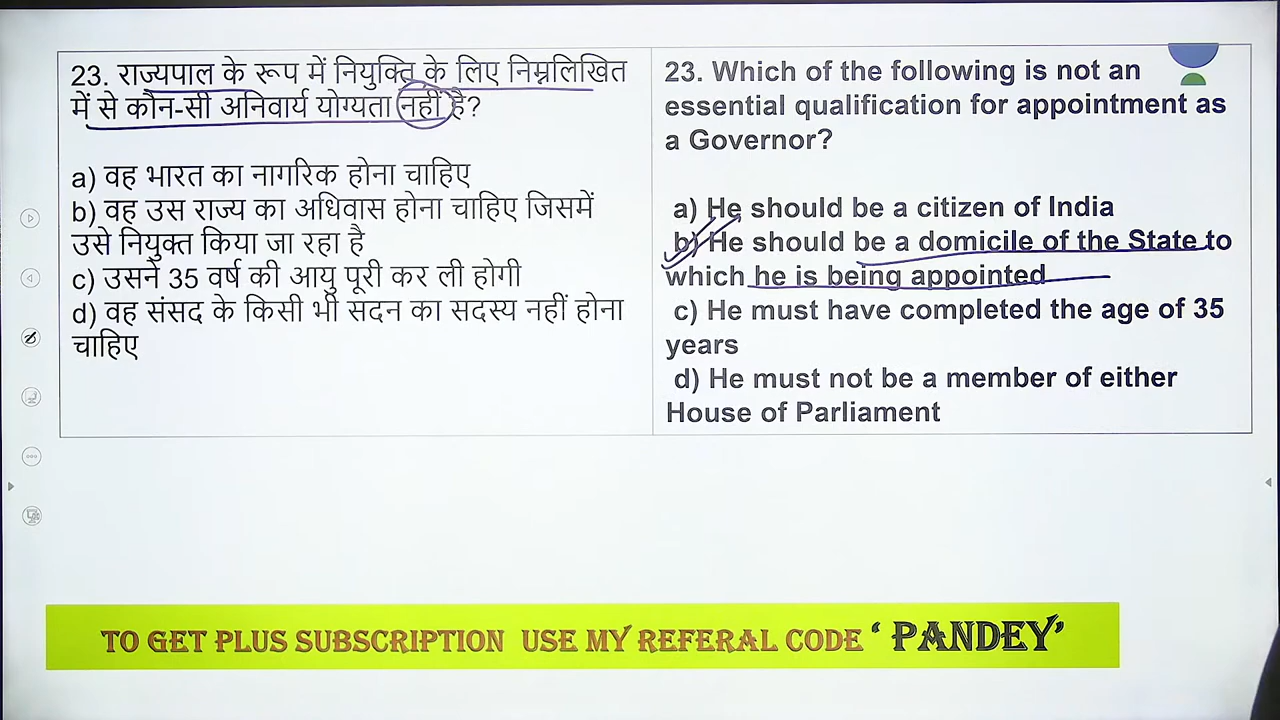 23. राज्यपाल के रूप में नियुक्ति के लिए निम्नलिखित
में से कौन-सी अनिवार्य योग्यता नहीं है?
a) वह भारत का नागरिक होना चाहिए
b) वह उस राज्य का अधिवास होना चाहिए जिसमें
उसे नियुक्त किया जा रहा है
c) उसने 35 वर्ष की आयु पूरी कर ली होगी
d) वह संसद के किसी भी सदन का सदस्य नहीं होना
चाहिए
23. Which of the following is not an
essential qualification for appointment as
a Governor?
a) He should be a citizen of India
b) He should be a domicile of the State to
which he is being appointed
c) He must have completed the age of 35
years
d) He must not be a member of either
House of Parliament
TO GET PLUS SUBSCRIPTION USE MY REFERAL CODE ‘ PANDEY’